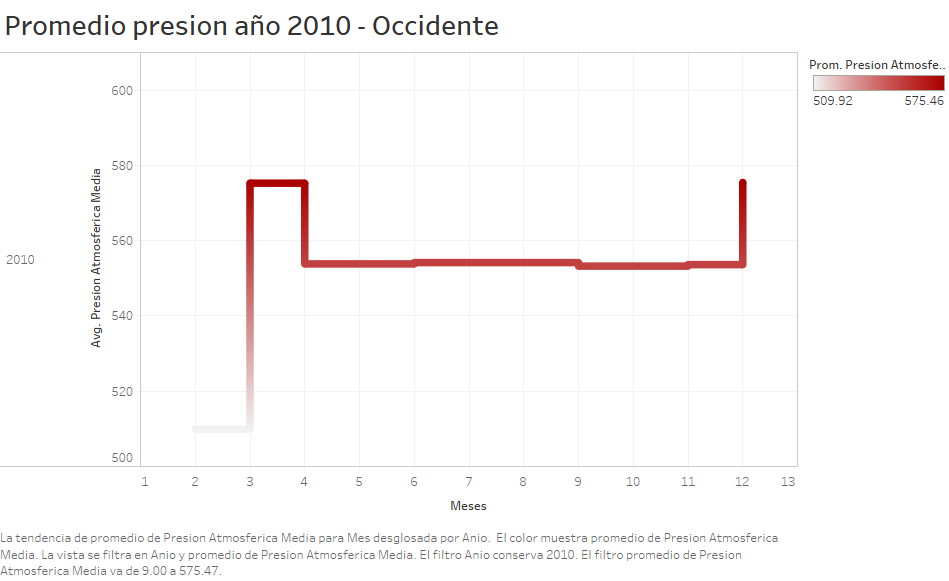 Promedio presion año 2010 - Occidente
Prom. Presion Atmosfe..
509.92 575.46
600
580
560
540
520
500
Avg. Presion Atmosferica Media
2010
1 2 3 4 5 6 7 8 9 10 11 12 13
Meses
La tendencia de promedio de Presion Atmosferica Media para Mes desglosada por Anio.  El color muestra promedio de Presion Atmosferica
Media. La vista se filtra en Anio y promedio de Presion Atmosferica Media. El filtro Anio conserva 2010. El filtro promedio de Presion
Atmosferica Media va de 9.00 a 575.47.